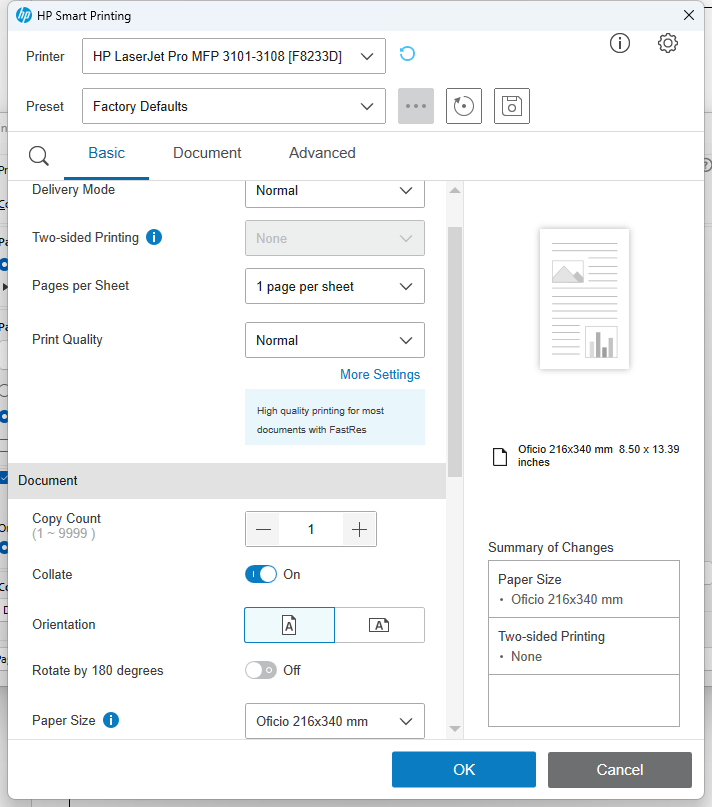 HP Smart Printing
Printer
HP LaserJet Pro MFP 3101-3108 [F8233D]
Preset
Factory Defaults
Basic
Document
Advanced
Delivery Mode
Normal
Two-sided Printing
None
Pages per Sheet
1 page per sheet
Print Quality
Normal
More Settings
High quality printing for most
documents with FastRes
Document
Copy Count
(1 ~ 9999 )
1
Collate
On
Orientation
A
A
Rotate by 180 degrees
Off
Paper Size
Oficio 216x340 mm
Oficio 216x340 mm 8.50 x 13.39
inches
Summary of Changes
Paper Size
• Oficio 216x340 mm
Two-sided Printing
• None
OK
Cancel